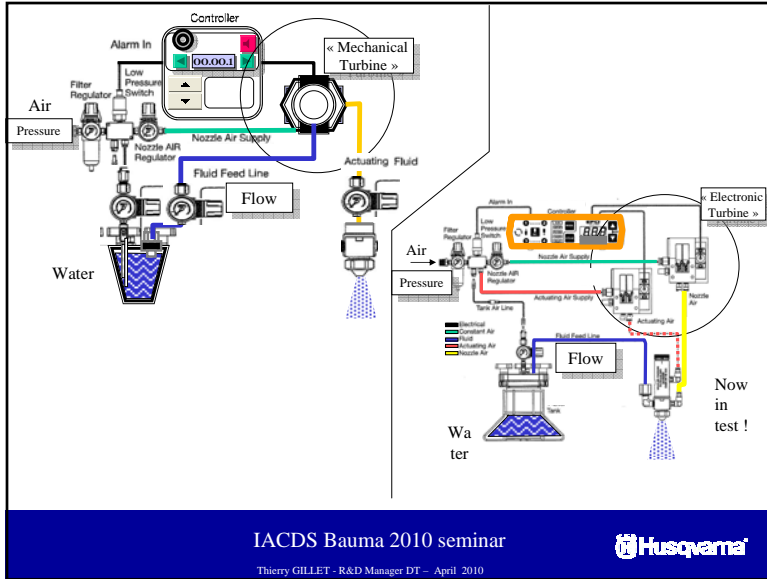 Controller
Alarm In
00.00.1
« Mechanical
Turbine »
Low
Pressure
Switch
Filter
Regulator
Air
Pressure
Nozzle AIR
Regulator
Nozzle Air Supply
Actuating Fluid
Fluid Feed Line
Flow
Water
Alarm In
Controller
« Electronic
Turbine »
Low
Pressure
Switch
Filter
Regulator
Air
Pressure
Nozzle Air Supply
Nozzle AIR
Regulator
Nozzle
Air
Actuating Air Supply
Actuating Air
Tank Air Line
Electrical
Constant Air
Fluid
Actuating Air
Nozzle Air
Fluid Feed Line
Flow
Now
in
test !
Tank
Wa
ter
IACDS Bauma 2010 seminar
Husqvarna
Thierry GILLET - R&D Manager DT – April 2010